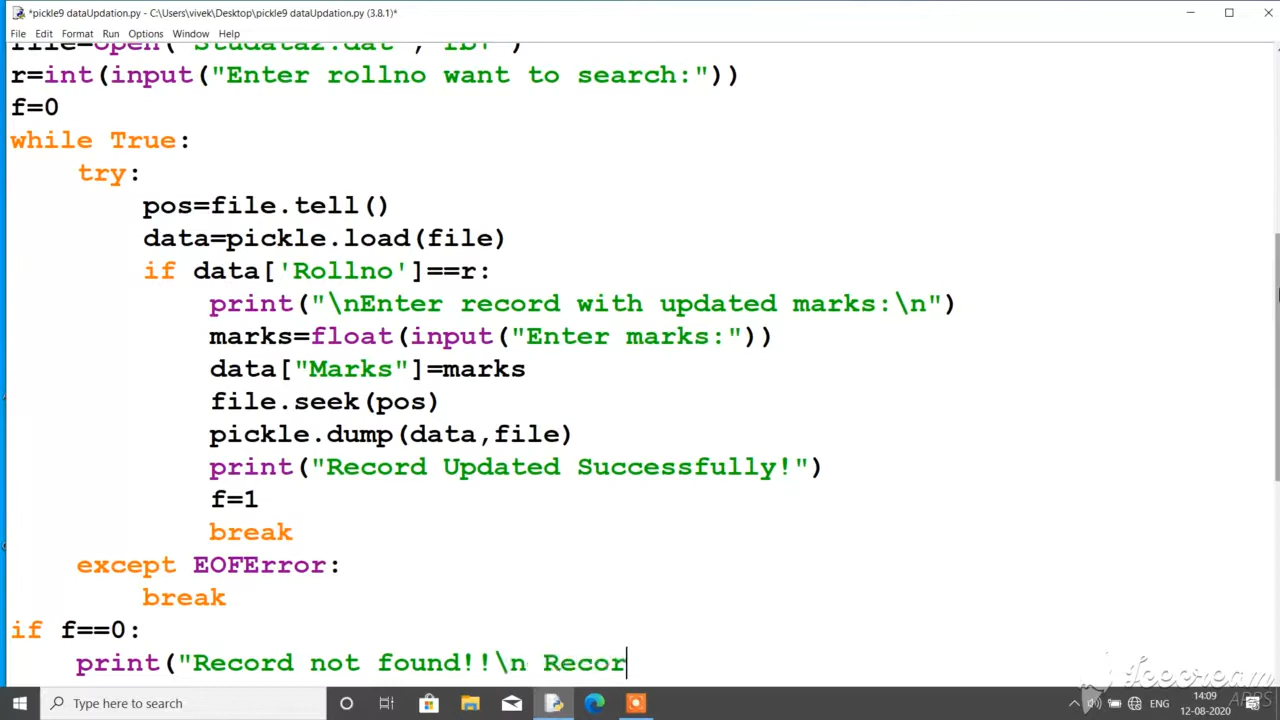 *pickle9 dataUpdation.py - C:\Users\vivek\Desktop\pickle9 dataUpdation.py (3.8.1)*
File Edit Format Run Options Window Help
r=int(input("Enter rollno want to search:"))
f=0
while True:
try:
pos=file.tell()
data=pickle.load(file)
if data['Rollno']==r:
print("\nEnter record with updated marks:\n")
marks=float(input("Enter marks:"))
data["Marks"]=marks
file.seek(pos)
pickle.dump(data,file)
print("Record Updated Successfully!")
f=1
break
except EOFError:
break
if f==0:
print("Record not found!!\n Recor
Icecream
APPS
Type here to search
ENG
14:09
12-08-2020